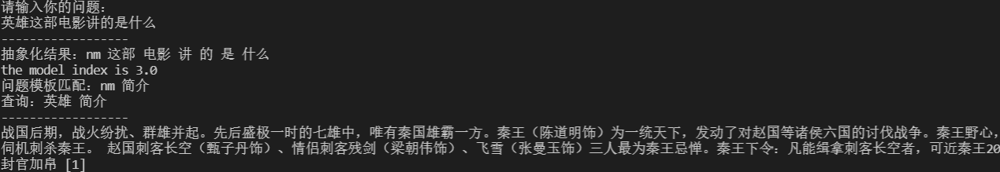 请输入你的问题：
英雄这部电影讲的是什么
------------------
抽象化结果：nm 这部 电影 讲 的 是 什么
the model index is 3.0
问题模板匹配：nm 简介
查询：英雄 简介
------------------
战国后期，战火纷扰、群雄并起。先后盛极一时的七雄中，唯有秦国雄霸一方。秦王（陈道明饰）为一统天下，发动了对赵国等诸侯六国的讨伐战争。秦王野心，
伺机刺杀秦王。 赵国刺客长空（甄子丹饰）、情侣刺客残剑（梁朝伟饰）、飞雪（张曼玉饰）三人最为秦王忌惮。秦王下令：凡能缉拿刺客长空者，可近秦王20
封官加帛 [1]